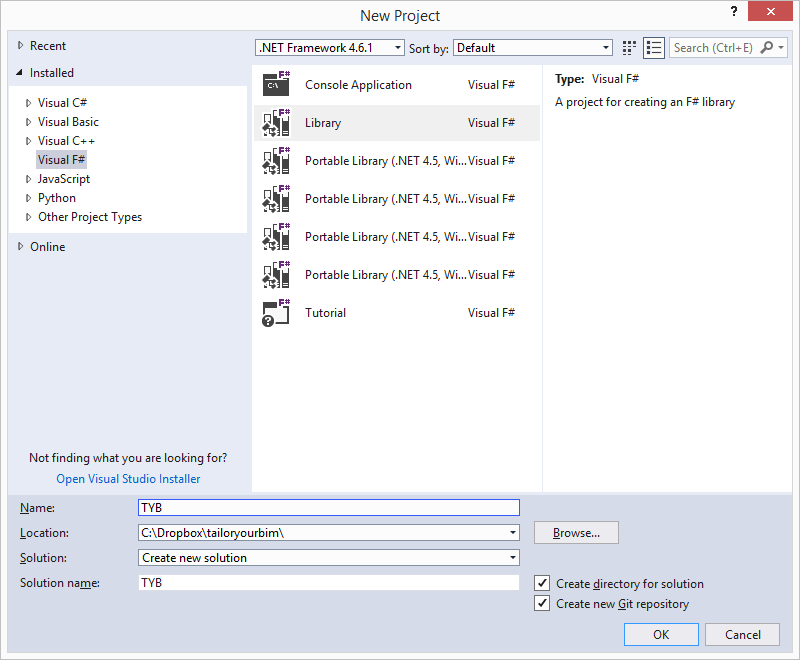 New Project
?
Recent
.NET Framework 4.6.1
Sort by:
Default
Search (Ctrl+E)
Installed
Visual C#
Visual Basic
Visual C++
Visual F#
JavaScript
Python
Other Project Types
Online
Not finding what you are looking for?
Open Visual Studio Installer
F#
C:\
Console Application Visual F#
F#
Library Visual F#
F#
Portable Library (.NET 4.5, Wi... Visual F#
F#
Portable Library (.NET 4.5, Wi... Visual F#
F#
Portable Library (.NET 4.5, Wi... Visual F#
F#
Portable Library (.NET 4.5, Wi... Visual F#
F#
?
Tutorial Visual F#
Type: Visual F#
A project for creating an F# library
Name: TYB
Location: C:\Dropbox\tailoryourbim\
Browse...
Solution: Create new solution
Solution name: TYB
Create directory for solution
Create new Git repository
OK
Cancel